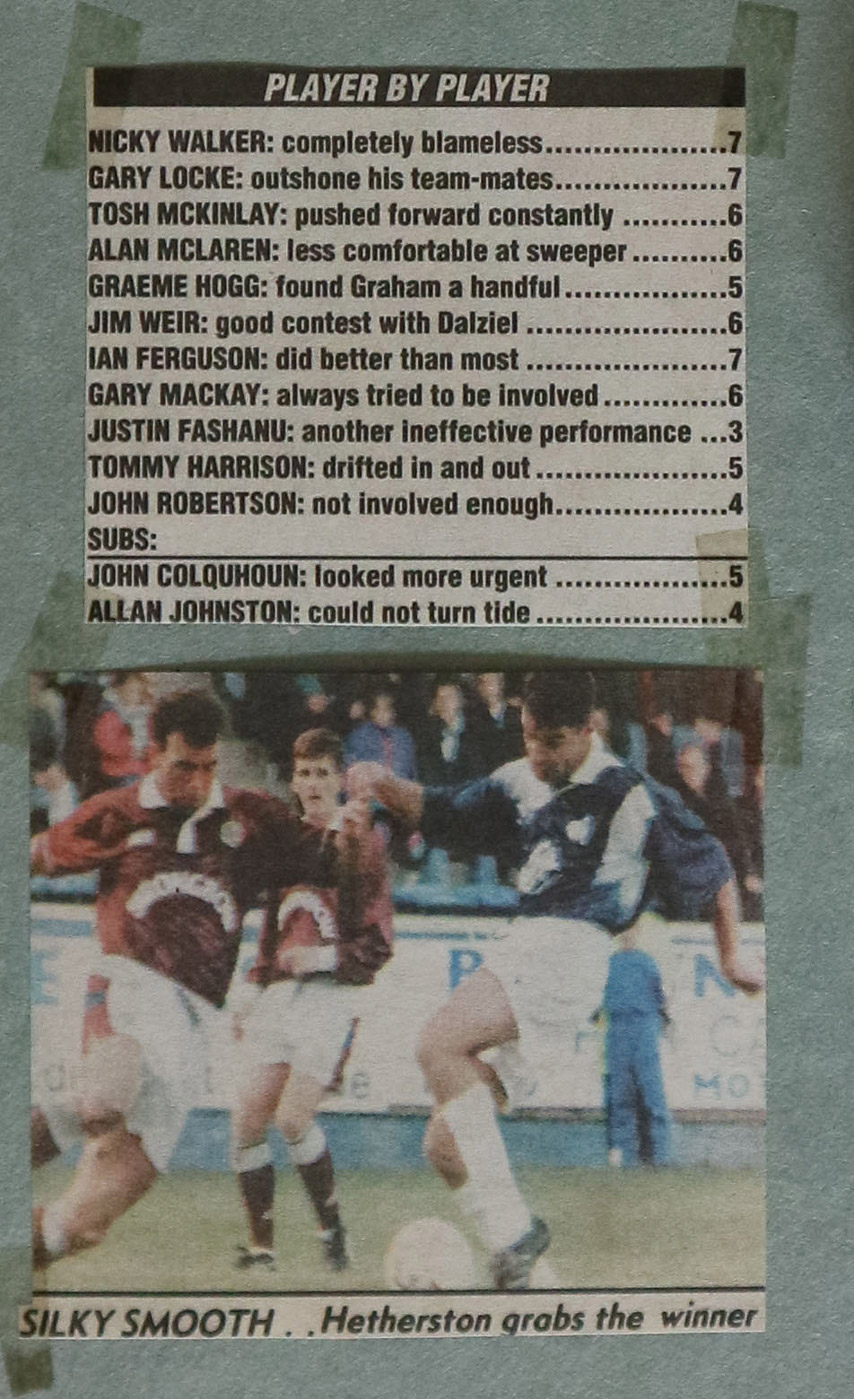 PLAYER BY PLAYER
NICKY WALKER: completely blameless...................7
GARY LOCKE: outshone his team-mates..................7
TOSH MCKINLAY: pushed forward constantly ...........6
ALAN MCLAREN: less comfortable at sweeper ..........6
GRAEME HOGG: found Graham a handful.................5
JIM WEIR: good contest with Dalziel .....................6
IAN FERGUSON: did better than most .....................7
GARY MACKAY: always tried to be involved .............6
JUSTIN FASHANU: another ineffective performance ...3
TOMMY HARRISON: drifted in and out ....................5
JOHN ROBERTSON: not involved enough..................4
SUBS:
JOHN COLQUHOUN: looked more urgent ..................5
ALLAN JOHNSTON: could not turn tide ....................4
MO
SILKY SMOOTH . . Hetherston grabs the winner